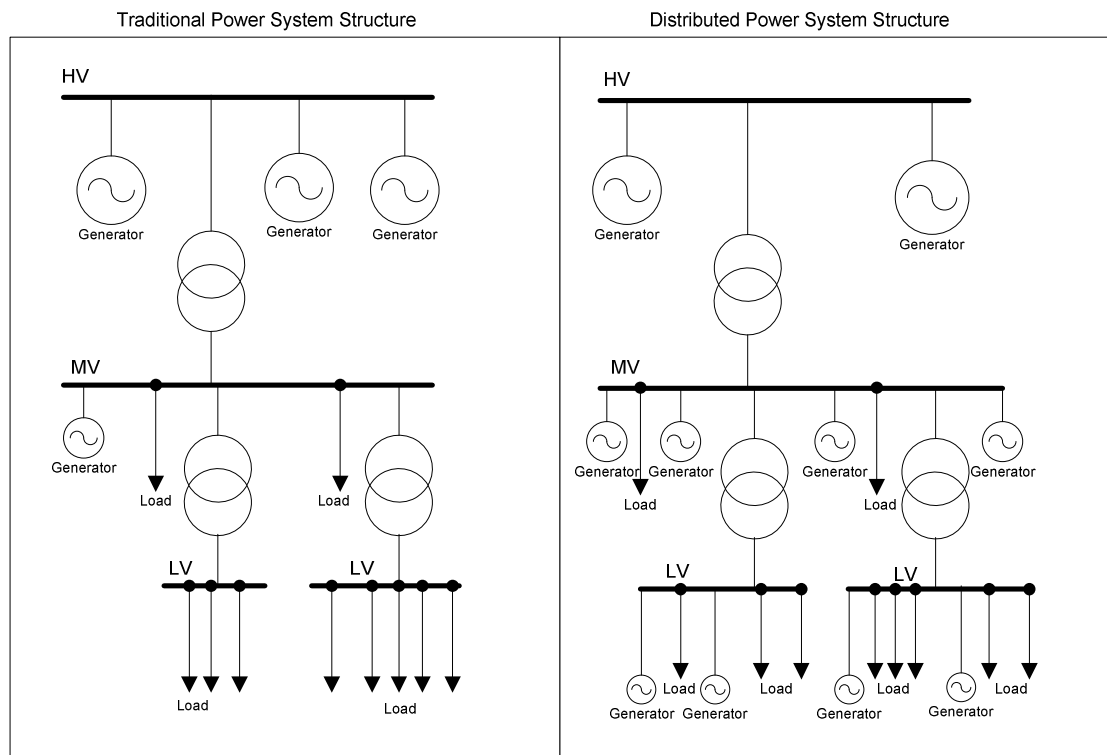 Traditional Power System Structure
HV
Generator
Generator
Generator
MV
Generator
Load
Load
LV
LV
Load
Load
Distributed Power System Structure
HV
Generator
Generator
MV
Generator
Generator
Generator
Generator
Load
Load
LV
LV
Load
Load
Load
Load
Generator
Generator
Generator
Generator